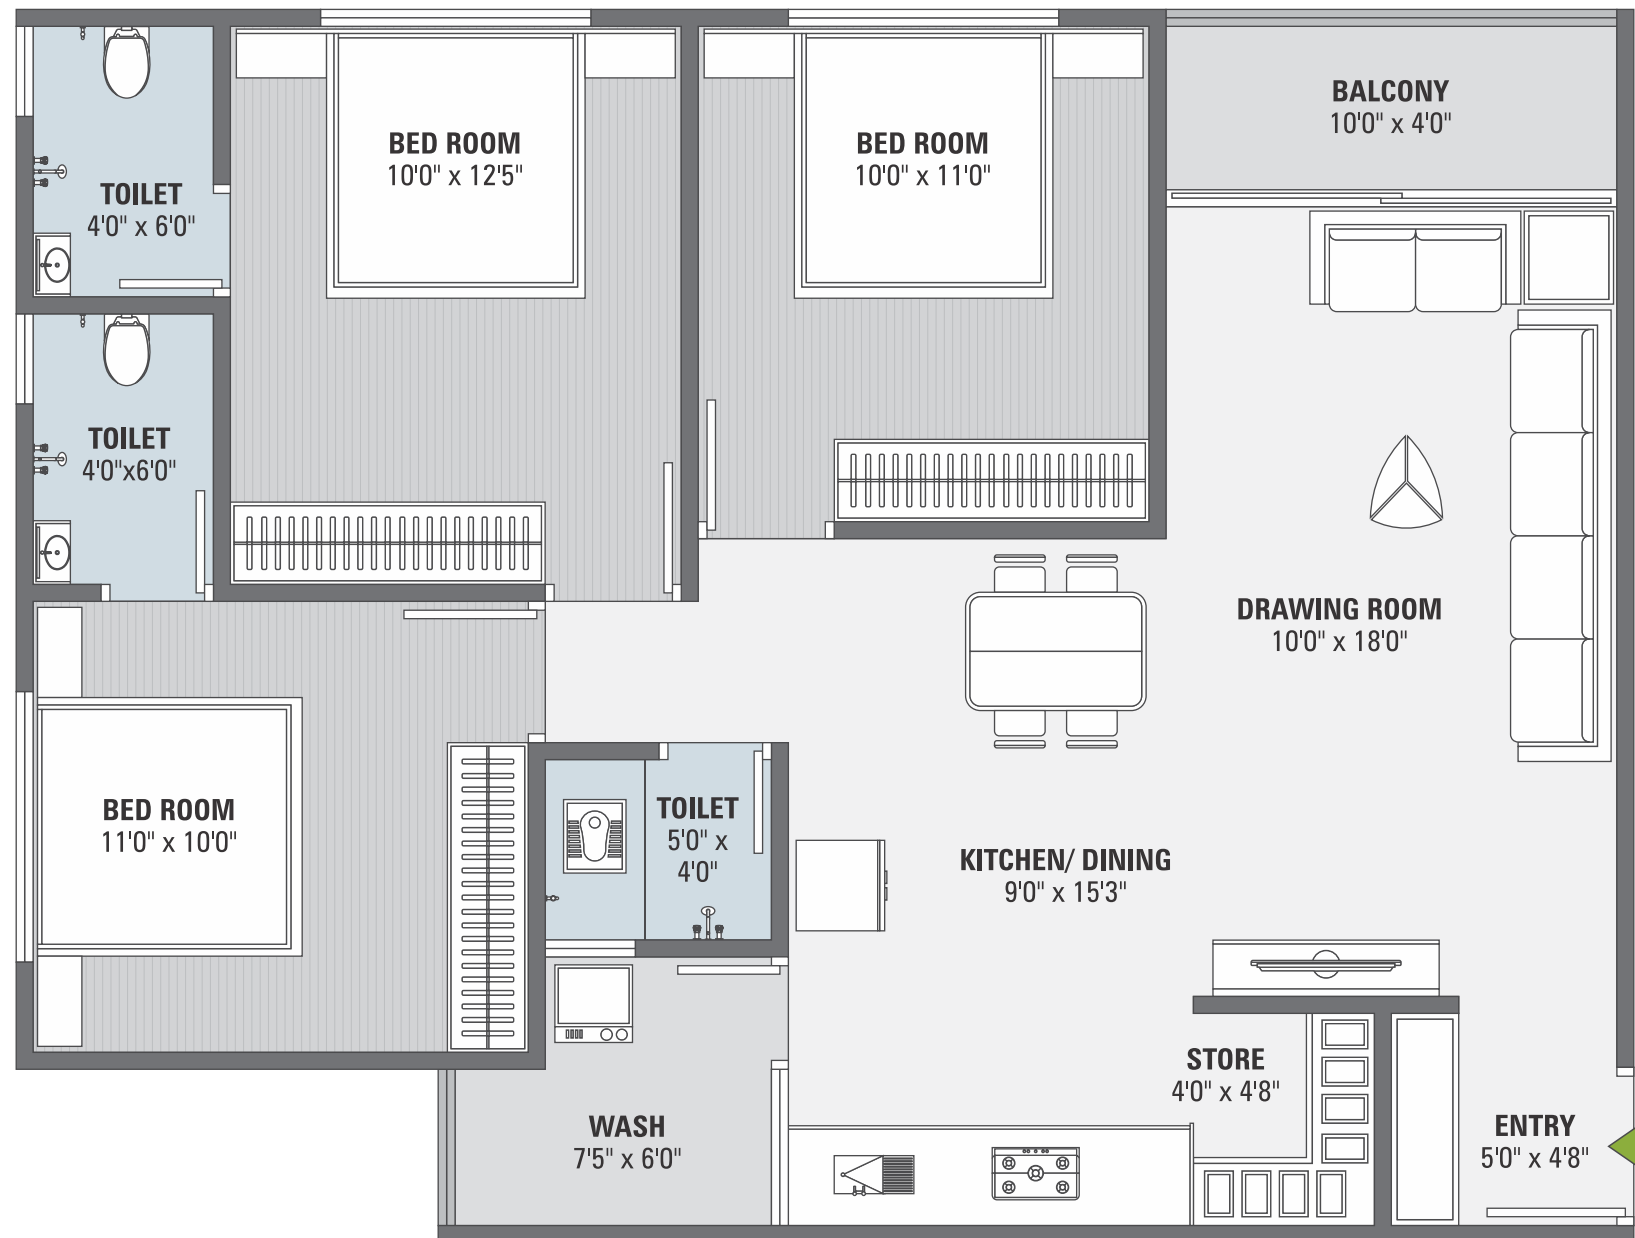 BALCONY
10'0" x 4'0"
BED ROOM
10'0" x 12'5"
BED ROOM
10'0" x 11'0"
TOILET
4'0" x 6'0"
TOILET
4'0"x6'0"
DRAWING ROOM
10'0" x 18'0"
BED ROOM
11'0" x 10'0"
TOILET
5'0" x
4'0"
KITCHEN/ DINING
9'0" x 15'3"
STORE
4'0" x 4'8"
WASH
7'5" x 6'0"
ENTRY
5'0" x 4'8"